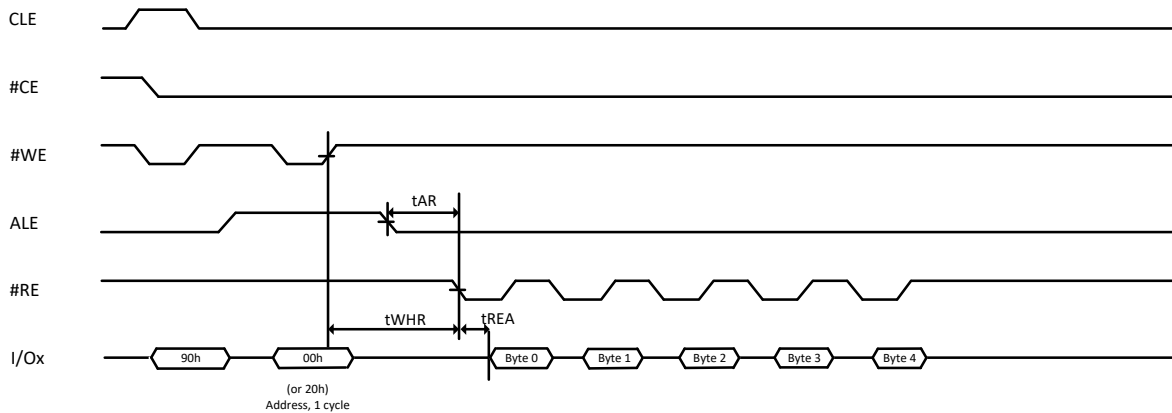 CLE
#CE
#WE
ALE
tAR
#RE
tWHR
tREA
I/Ox
90h
00h
Byte 0
Byte 1
Byte 2
Byte 3
Byte 4
(or 20h)
Address, 1 cycle